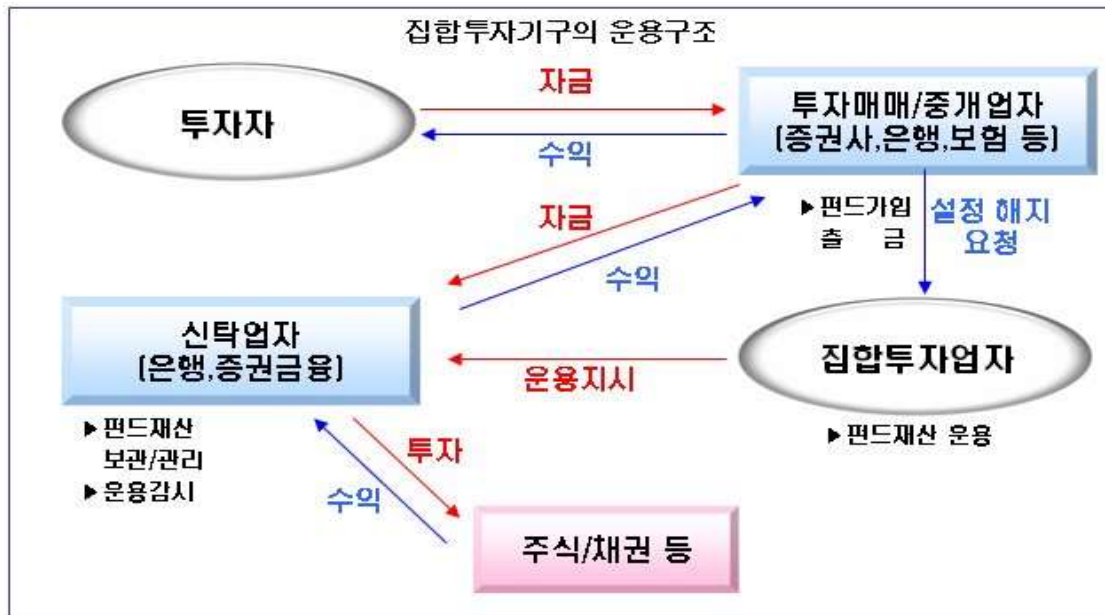 집합투자기구의 운용구조
투자자
자금
수익
투자매매/중개업자
(증권사,은행,보험 등)
▶펀드가입
출 금
설정 해지
요청
자금
수익
신탁업자
(은행,증권금융)
운용지시
집합투자업자
▶펀드재산 운용
▶펀드재산
보관/관리
▶운용감시
투자
수익
주식/채권 등